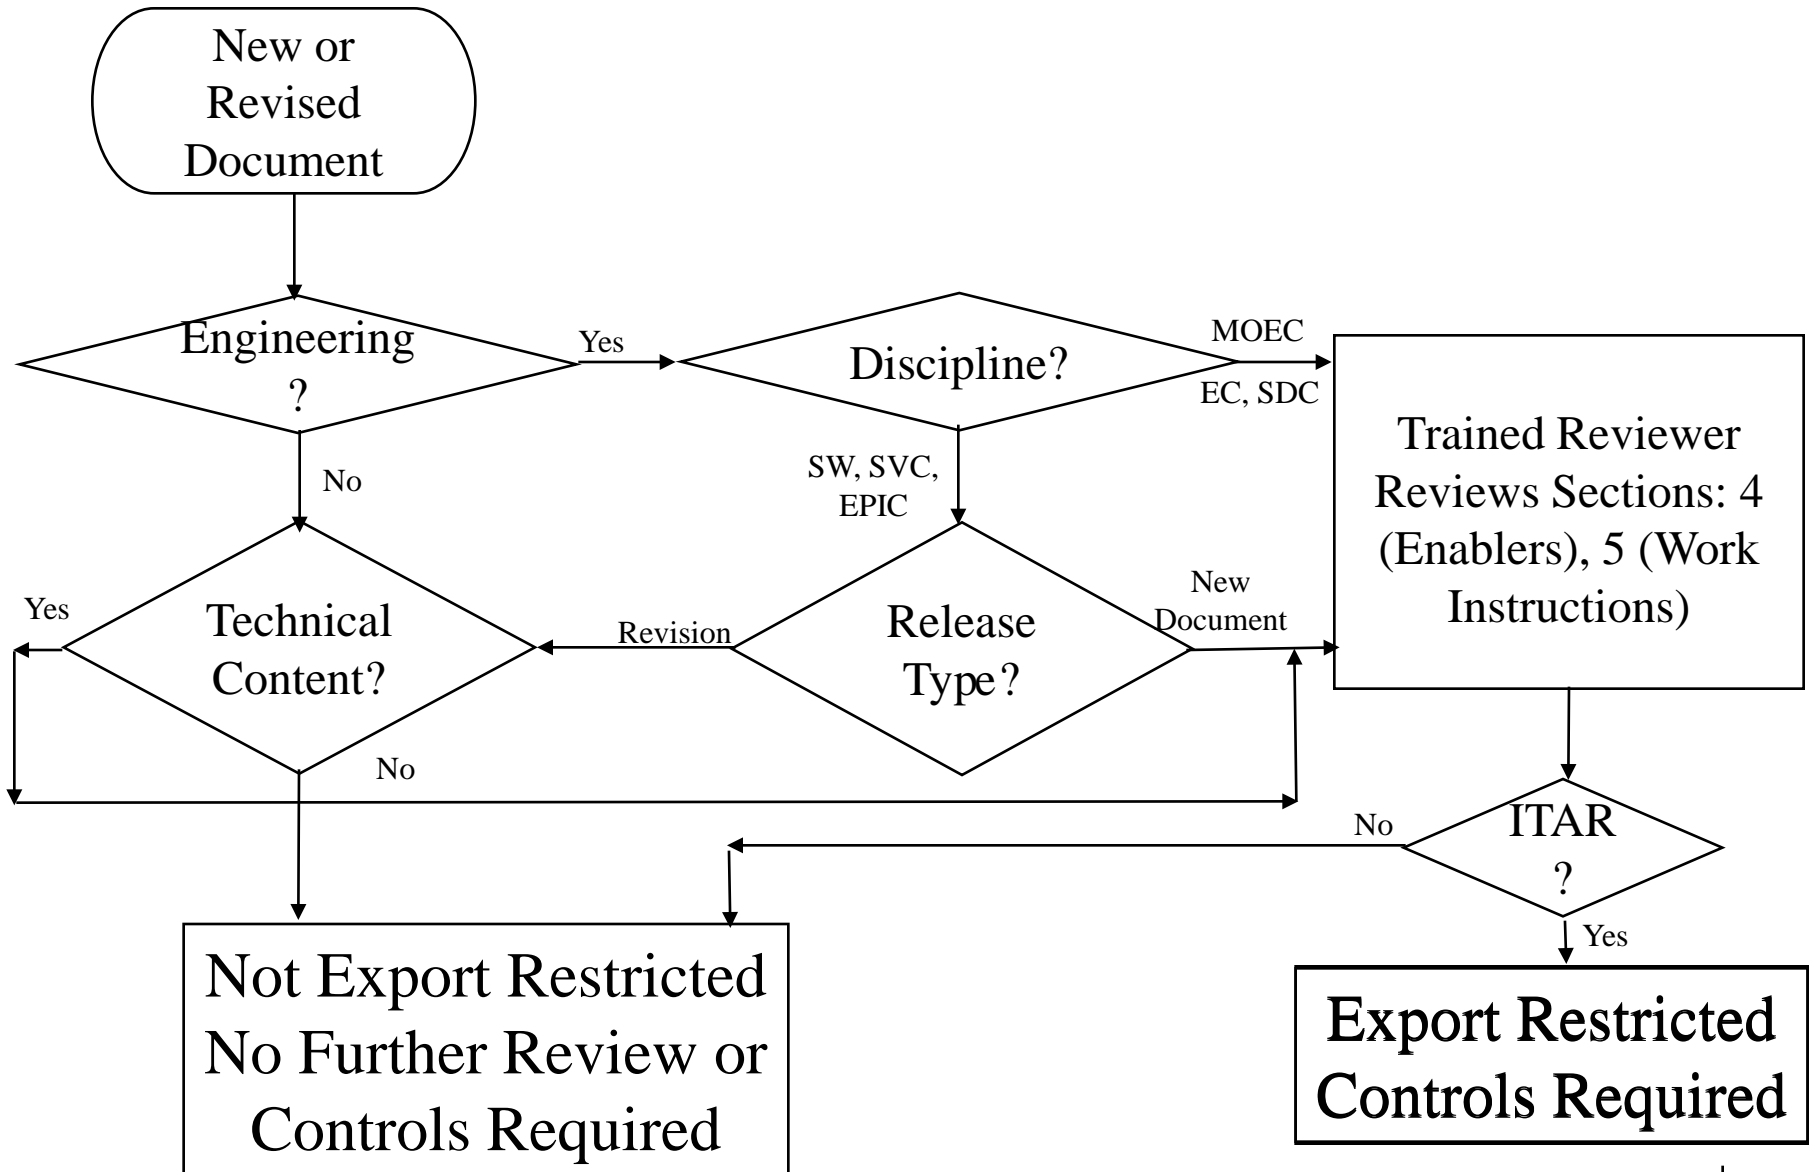 New or
Revised
Document
Engineering
?
Yes
Discipline?
MOEC
EC, SDC
Trained Reviewer
Reviews Sections: 4
(Enablers), 5 (Work
Instructions)
No
SW, SVC,
EPIC
Yes
Technical
Content?
Revision
Release
Type?
New
Document
No
No
ITAR
?
Yes
Not Export Restricted
No Further Review or
Controls Required
Export Restricted
Controls Required